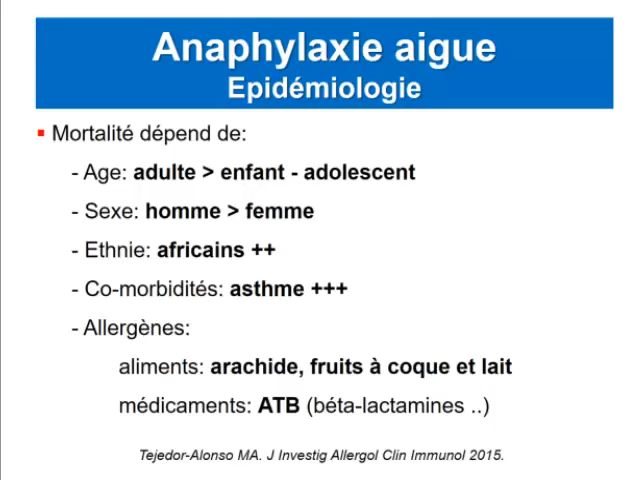 Anaphylaxie aigue
Epidémiologie
▪ Mortalité dépend de:
- Age: adulte > enfant - adolescent
- Sexe: homme > femme
- Ethnie: africains ++
- Co-morbidités: asthme +++
- Allergènes:
aliments: arachide, fruits à coque et lait
médicaments: ATB (béta-lactamines ..)
Tejedor-Alonso MA. J Investig Allergol Clin Immunol 2015.